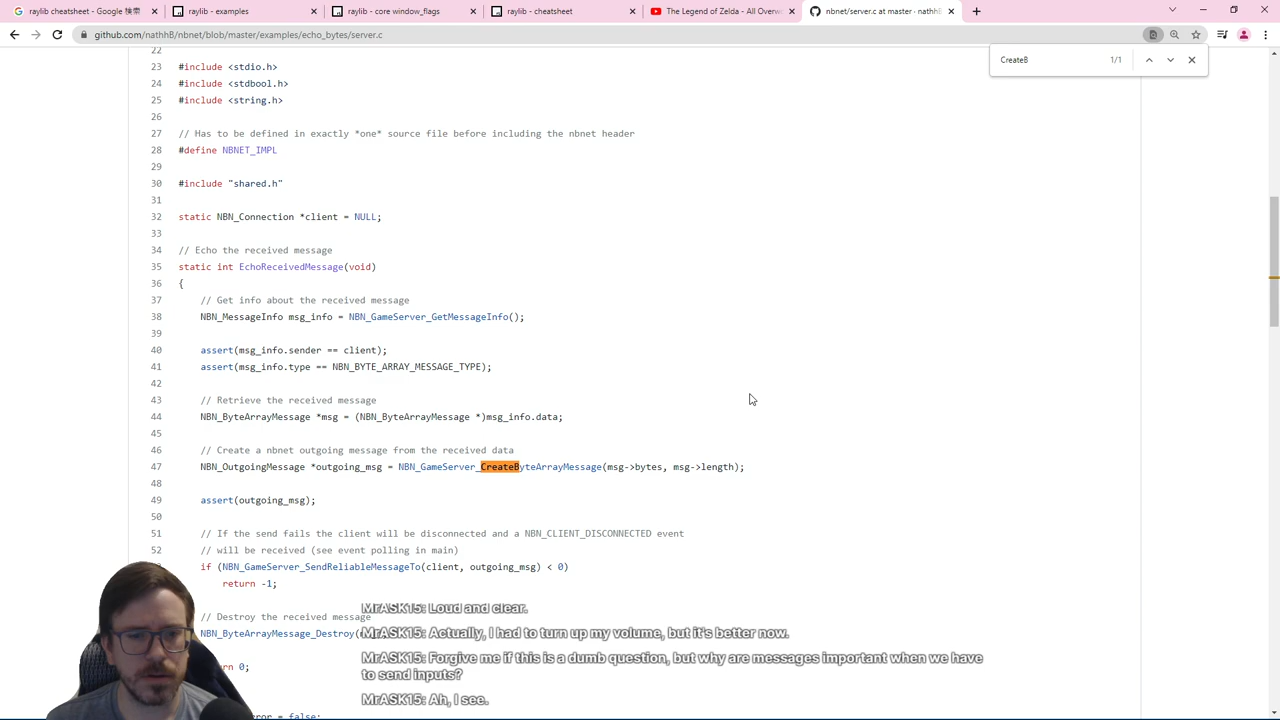 raylib cheatsheet - Google 検索
raylib - examples
raylib - core window_flags
raylib - cheatsheet
The Legend of Zelda - All Overwo
nbnet/server.c at master · nathhB
github.com/nathhB/nbnet/blob/master/examples/echo_bytes/server.c
CreateB 1/1
22
23 #include <stdio.h>
24 #include <stdbool.h>
25 #include <string.h>
26
27 // Has to be defined in exactly *one* source file before including the nbnet header
28 #define NBNET_IMPL
29
30 #include "shared.h"
31
32 static NBN_Connection *client = NULL;
33
34 // Echo the received message
35 static int EchoReceivedMessage(void)
36 {
37 // Get info about the received message
38 NBN_MessageInfo msg_info = NBN_GameServer_GetMessageInfo();
39
40 assert(msg_info.sender == client);
41 assert(msg_info.type == NBN_BYTE_ARRAY_MESSAGE_TYPE);
42
43 // Retrieve the received message
44 NBN_ByteArrayMessage *msg = (NBN_ByteArrayMessage *)msg_info.data;
45
46 // Create a nbnet outgoing message from the received data
47 NBN_OutgoingMessage *outgoing_msg = NBN_GameServer_CreateByteArrayMessage(msg->bytes, msg->length);
48
49 assert(outgoing_msg);
50
51 // If the send fails the client will be disconnected and a NBN_CLIENT_DISCONNECTED event
52 // will be received (see event polling in main)
if (NBN_GameServer_SendReliableMessageTo(client, outgoing_msg) < 0)
return -1;
// Destroy the received message
NBN_ByteArrayMessage_Destroy(
rn 0;
error = false;
MrASK15: Loud and clear.
MrASK15: Actually, I had to turn up my volume, but it's better now.
MrASK15: Forgive me if this is a dumb question, but why are messages important when we have
to send inputs?
MrASK15: Ah, I see.